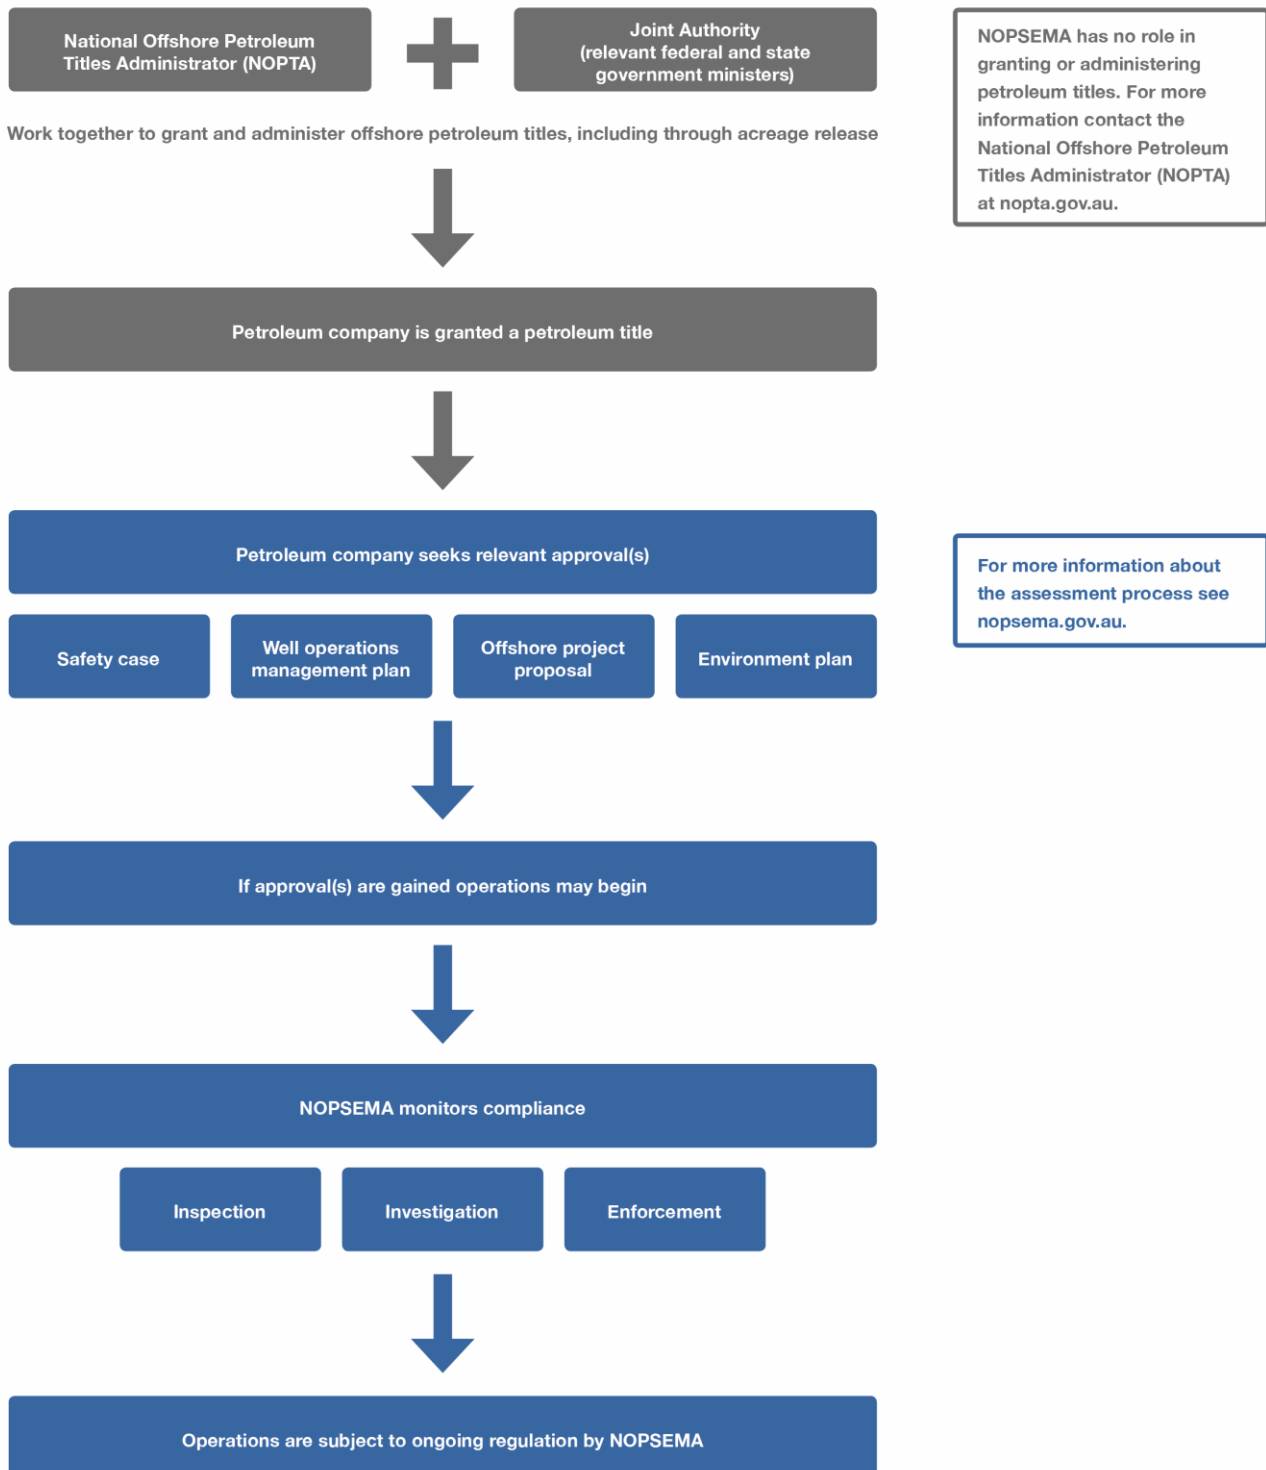 National Offshore Petroleum
Titles Administrator (NOPTA)
Joint Authority
(relevant federal and state
government ministers)
NOPSEMA has no role in
granting or administering
petroleum titles. For more
information contact the
National Offshore Petroleum
Titles Administrator (NOPTA)
at nopta.gov.au.
Work together to grant and administer offshore petroleum titles, including through acreage release
Petroleum company is granted a petroleum title
Petroleum company seeks relevant approval(s)
For more information about
the assessment process see
nopsema.gov.au.
Safety case
Well operations
management plan
Offshore project
proposal
Environment plan
If approval(s) are gained operations may begin
NOPSEMA monitors compliance
Inspection
Investigation
Enforcement
Operations are subject to ongoing regulation by NOPSEMA